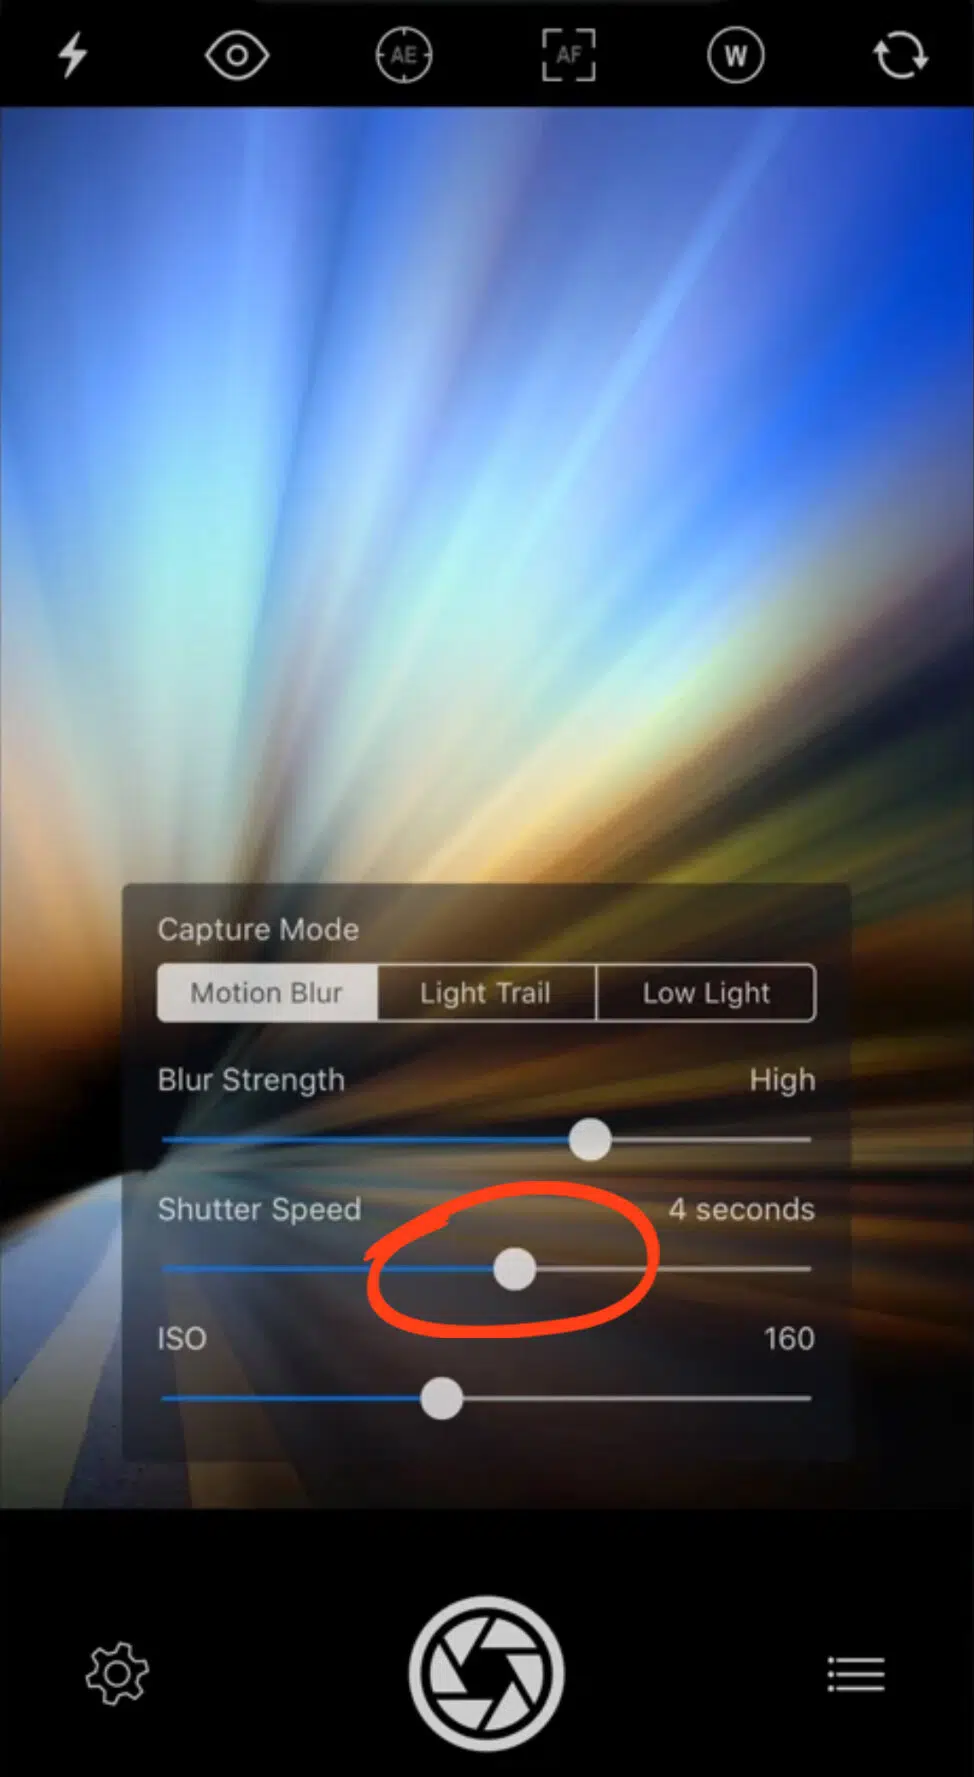 AE AF W
Capture Mode
Motion Blur Light Trail Low Light
Blur Strength High
Shutter Speed 4 seconds
ISO 160